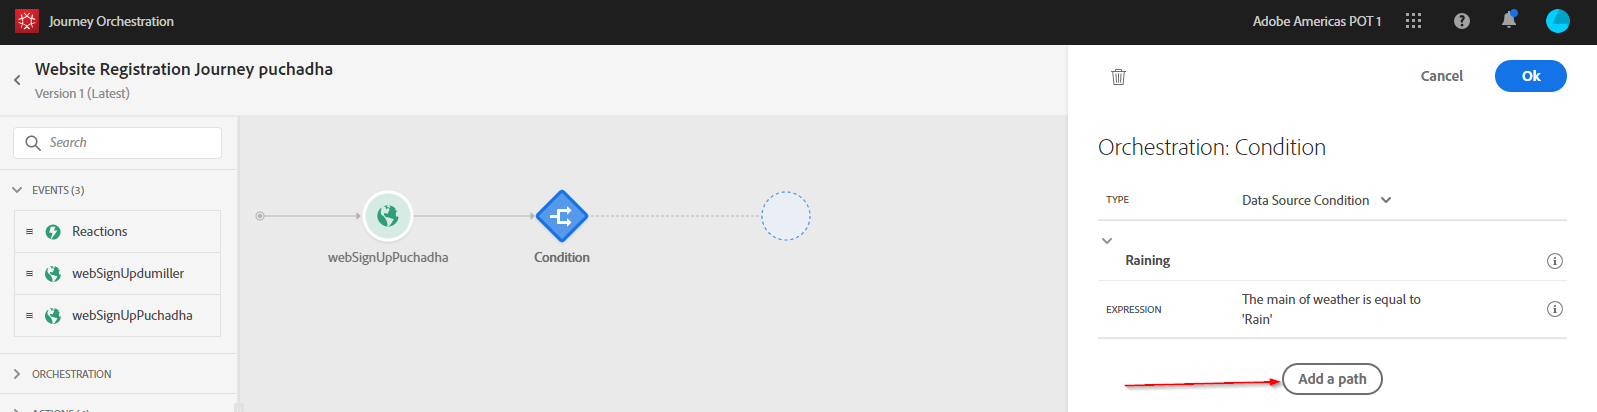 Journey Orchestration
Adobe Americas POT 1
Website Registration Journey puchadha
Version 1 (Latest)
Cancel
Ok
Search
EVENTS (3)
Reactions
webSignUpdumiller
webSignUpPuchadha
ORCHESTRATION
webSignUpPuchadha
Condition
Orchestration: Condition
TYPE
Data Source Condition
Raining
EXPRESSION
The main of weather is equal to
'Rain'
Add a path